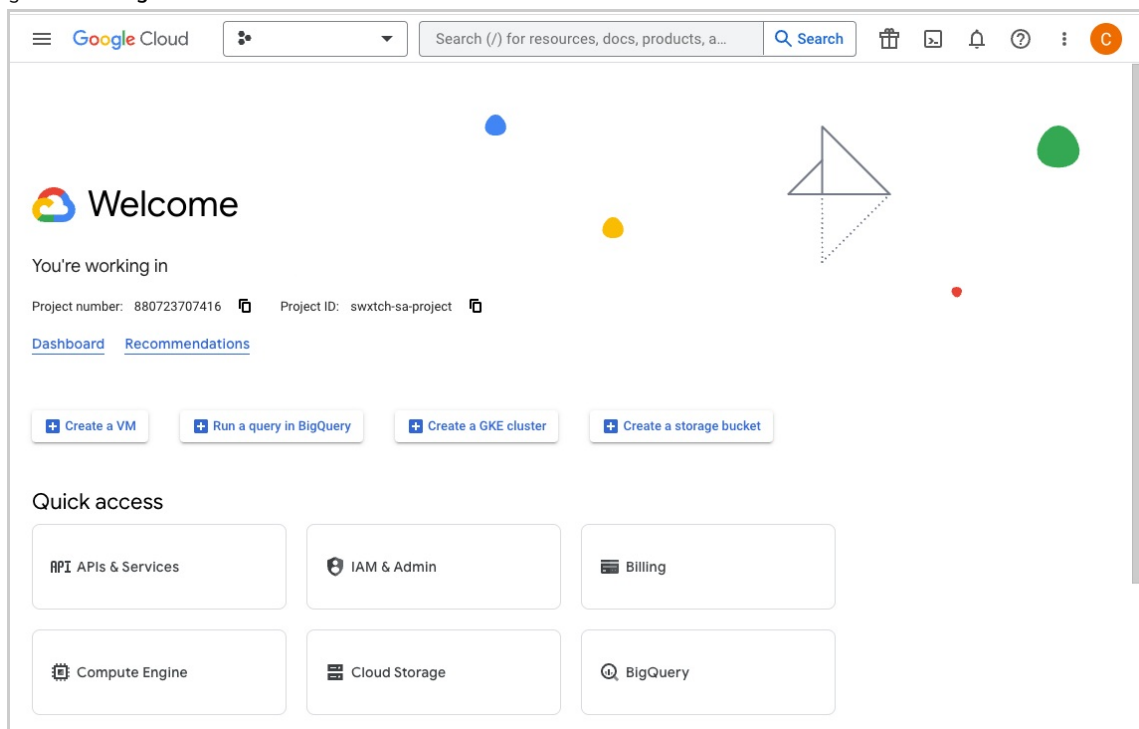 Google Cloud Search (/) for resources, docs, products, a... Search C
Welcome
You're working in
Project number: 880723707416 Project ID: swxtch-sa-project
Dashboard Recommendations
Create a VM Run a query in BigQuery Create a GKE cluster Create a storage bucket
Quick access
API APIs & Services IAM & Admin Billing
Compute Engine Cloud Storage BigQuery